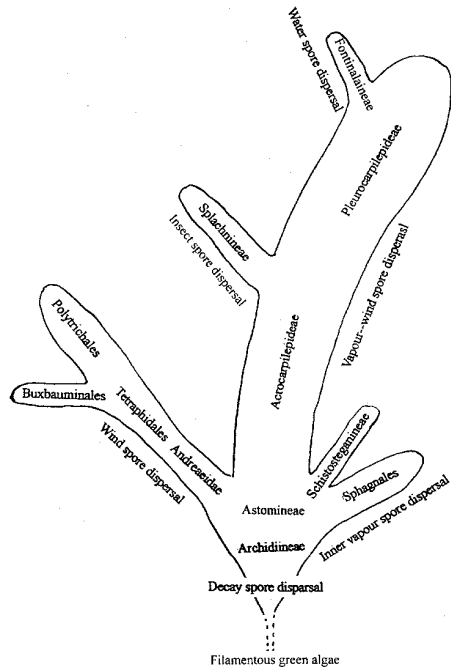 Water spore dispersal
Fontinalaineae
Pleurocarpilepideae
Splachnineae
Insect spore dispersal
Vapour--wind spore disperasl
Acrocarpilepideae
Polytrichales
Buxbauminales
Tetraphidales
Andreaeidae
Wind spore dispersal
Schistosteganineae
Sphagnales
Inner vapour spore dispersal
Astomineae
Archidiineae
Decay spore disparsal
Filamentous green algae